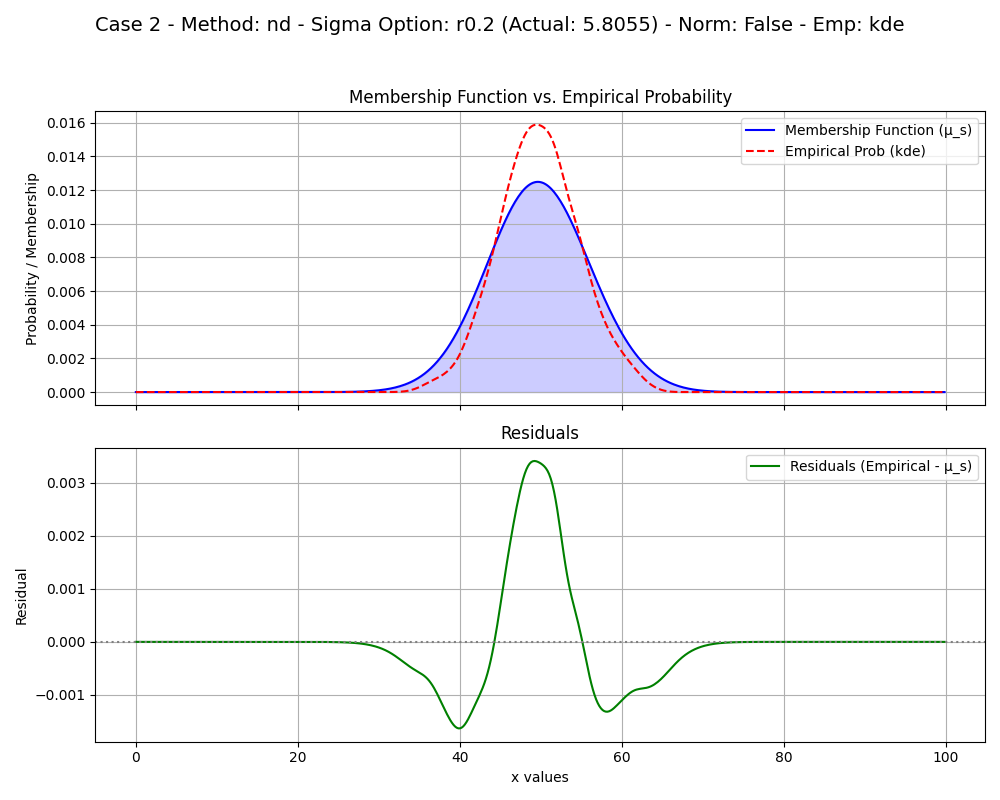 Case 2 - Method: nd - Sigma Option: r0.2 (Actual: 5.8055) - Norm: False - Emp: kde
Membership Function vs. Empirical Probability
Probability / Membership
0.016
0.014
0.012
0.010
0.008
0.006
0.004
0.002
0.000
Membership Function (μ_s)
Empirical Prob (kde)
Residuals
Residual
0.003
0.002
0.001
0.000
−0.001
Residuals (Empirical - μ_s)
0
20
40
60
80
100
x values